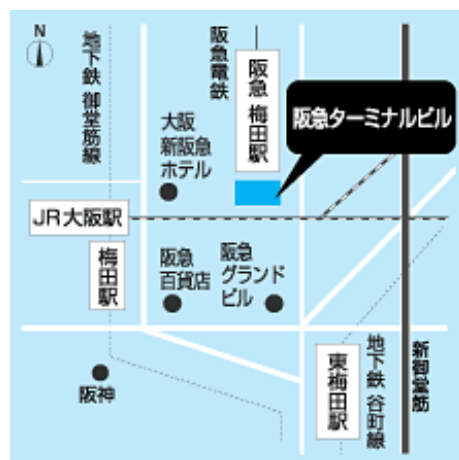 N
地下鉄 御堂筋線
阪急電鉄
阪急 梅田駅
阪急ターミナルビル
大阪
新阪急
ホテル
JR大阪駅
梅田駅
阪急
百貨店
阪急
グランド
ビル
阪神
東梅田駅
地下鉄 谷町線
新御堂筋